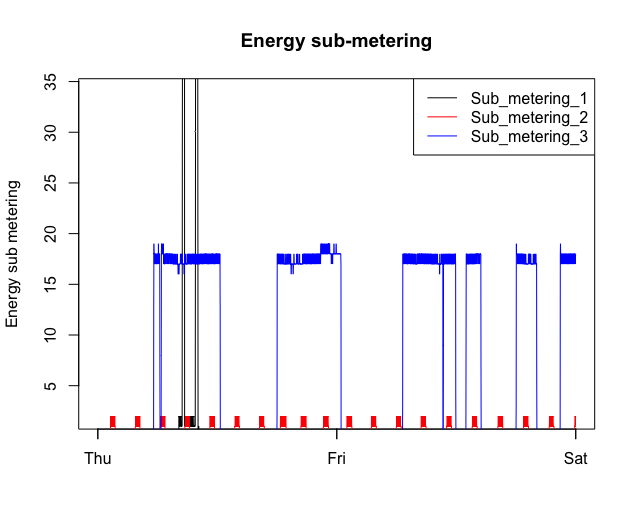 Energy sub-metering
Energy sub metering
35
30
25
20
15
10
5
Sub_metering_1
Sub_metering_2
Sub_metering_3
Thu Fri Sat